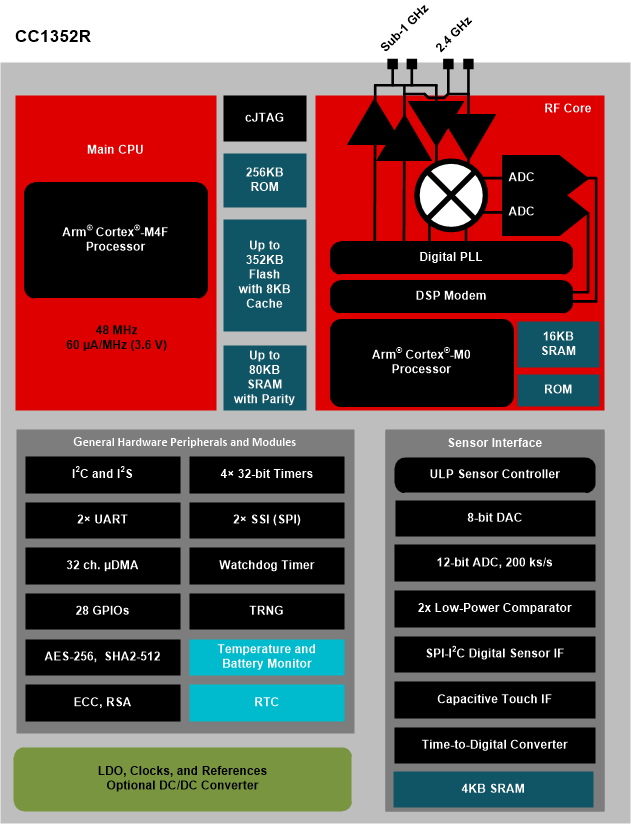 CC1352R
Sub-1 GHz
2.4 GHz
Main CPU
Arm® Cortex®-M4F
Processor
48 MHz
60 µA/MHz (3.6 V)
cJTAG
256KB
ROM
Up to
352KB
Flash
with 8KB
Cache
Up to
80KB
SRAM
with Parity
RF Core
ADC
ADC
Digital PLL
DSP Modem
Arm® Cortex®-M0
Processor
16KB
SRAM
ROM
General Hardware Peripherals and Modules
I²C and I²S
4× 32-bit Timers
2× UART
2× SSI (SPI)
32 ch. µDMA
Watchdog Timer
28 GPIOs
TRNG
AES-256, SHA2-512
Temperature and
Battery Monitor
ECC, RSA
RTC
LDO, Clocks, and References
Optional DC/DC Converter
Sensor Interface
ULP Sensor Controller
8-bit DAC
12-bit ADC, 200 ks/s
2x Low-Power Comparator
SPI-I²C Digital Sensor IF
Capacitive Touch IF
Time-to-Digital Converter
4KB SRAM